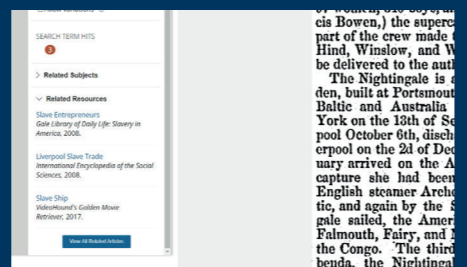 SEARCH TERM HITS
3
> Related Subjects
Related Resources
Slave Entrepreneurs
Gale Library of Daily Life: Slavery in
America, 2008.
Liverpool Slave Trade
International Encyclopedia of the Social
Sciences, 2008.
Slave Ship
VideoHound's Golden Movie
Retriever, 2017.
View All Related Articles
cis Bowen,) the superc
part of the crew made
Hind, Winslow, and W
be delivered to the aut
The Nightingale is a
den, built at Portsmout
Baltic and Australia
York on the 13th of Se
pool October 6th, disch
erpool on the 2d of Dec
uary arrived on the A
capture she had been
English steamer Arch
tic, and again by the S
gale sailed, the Amer
Falmouth, Fairy, and
the Congo. The third
benda, the Nightingal